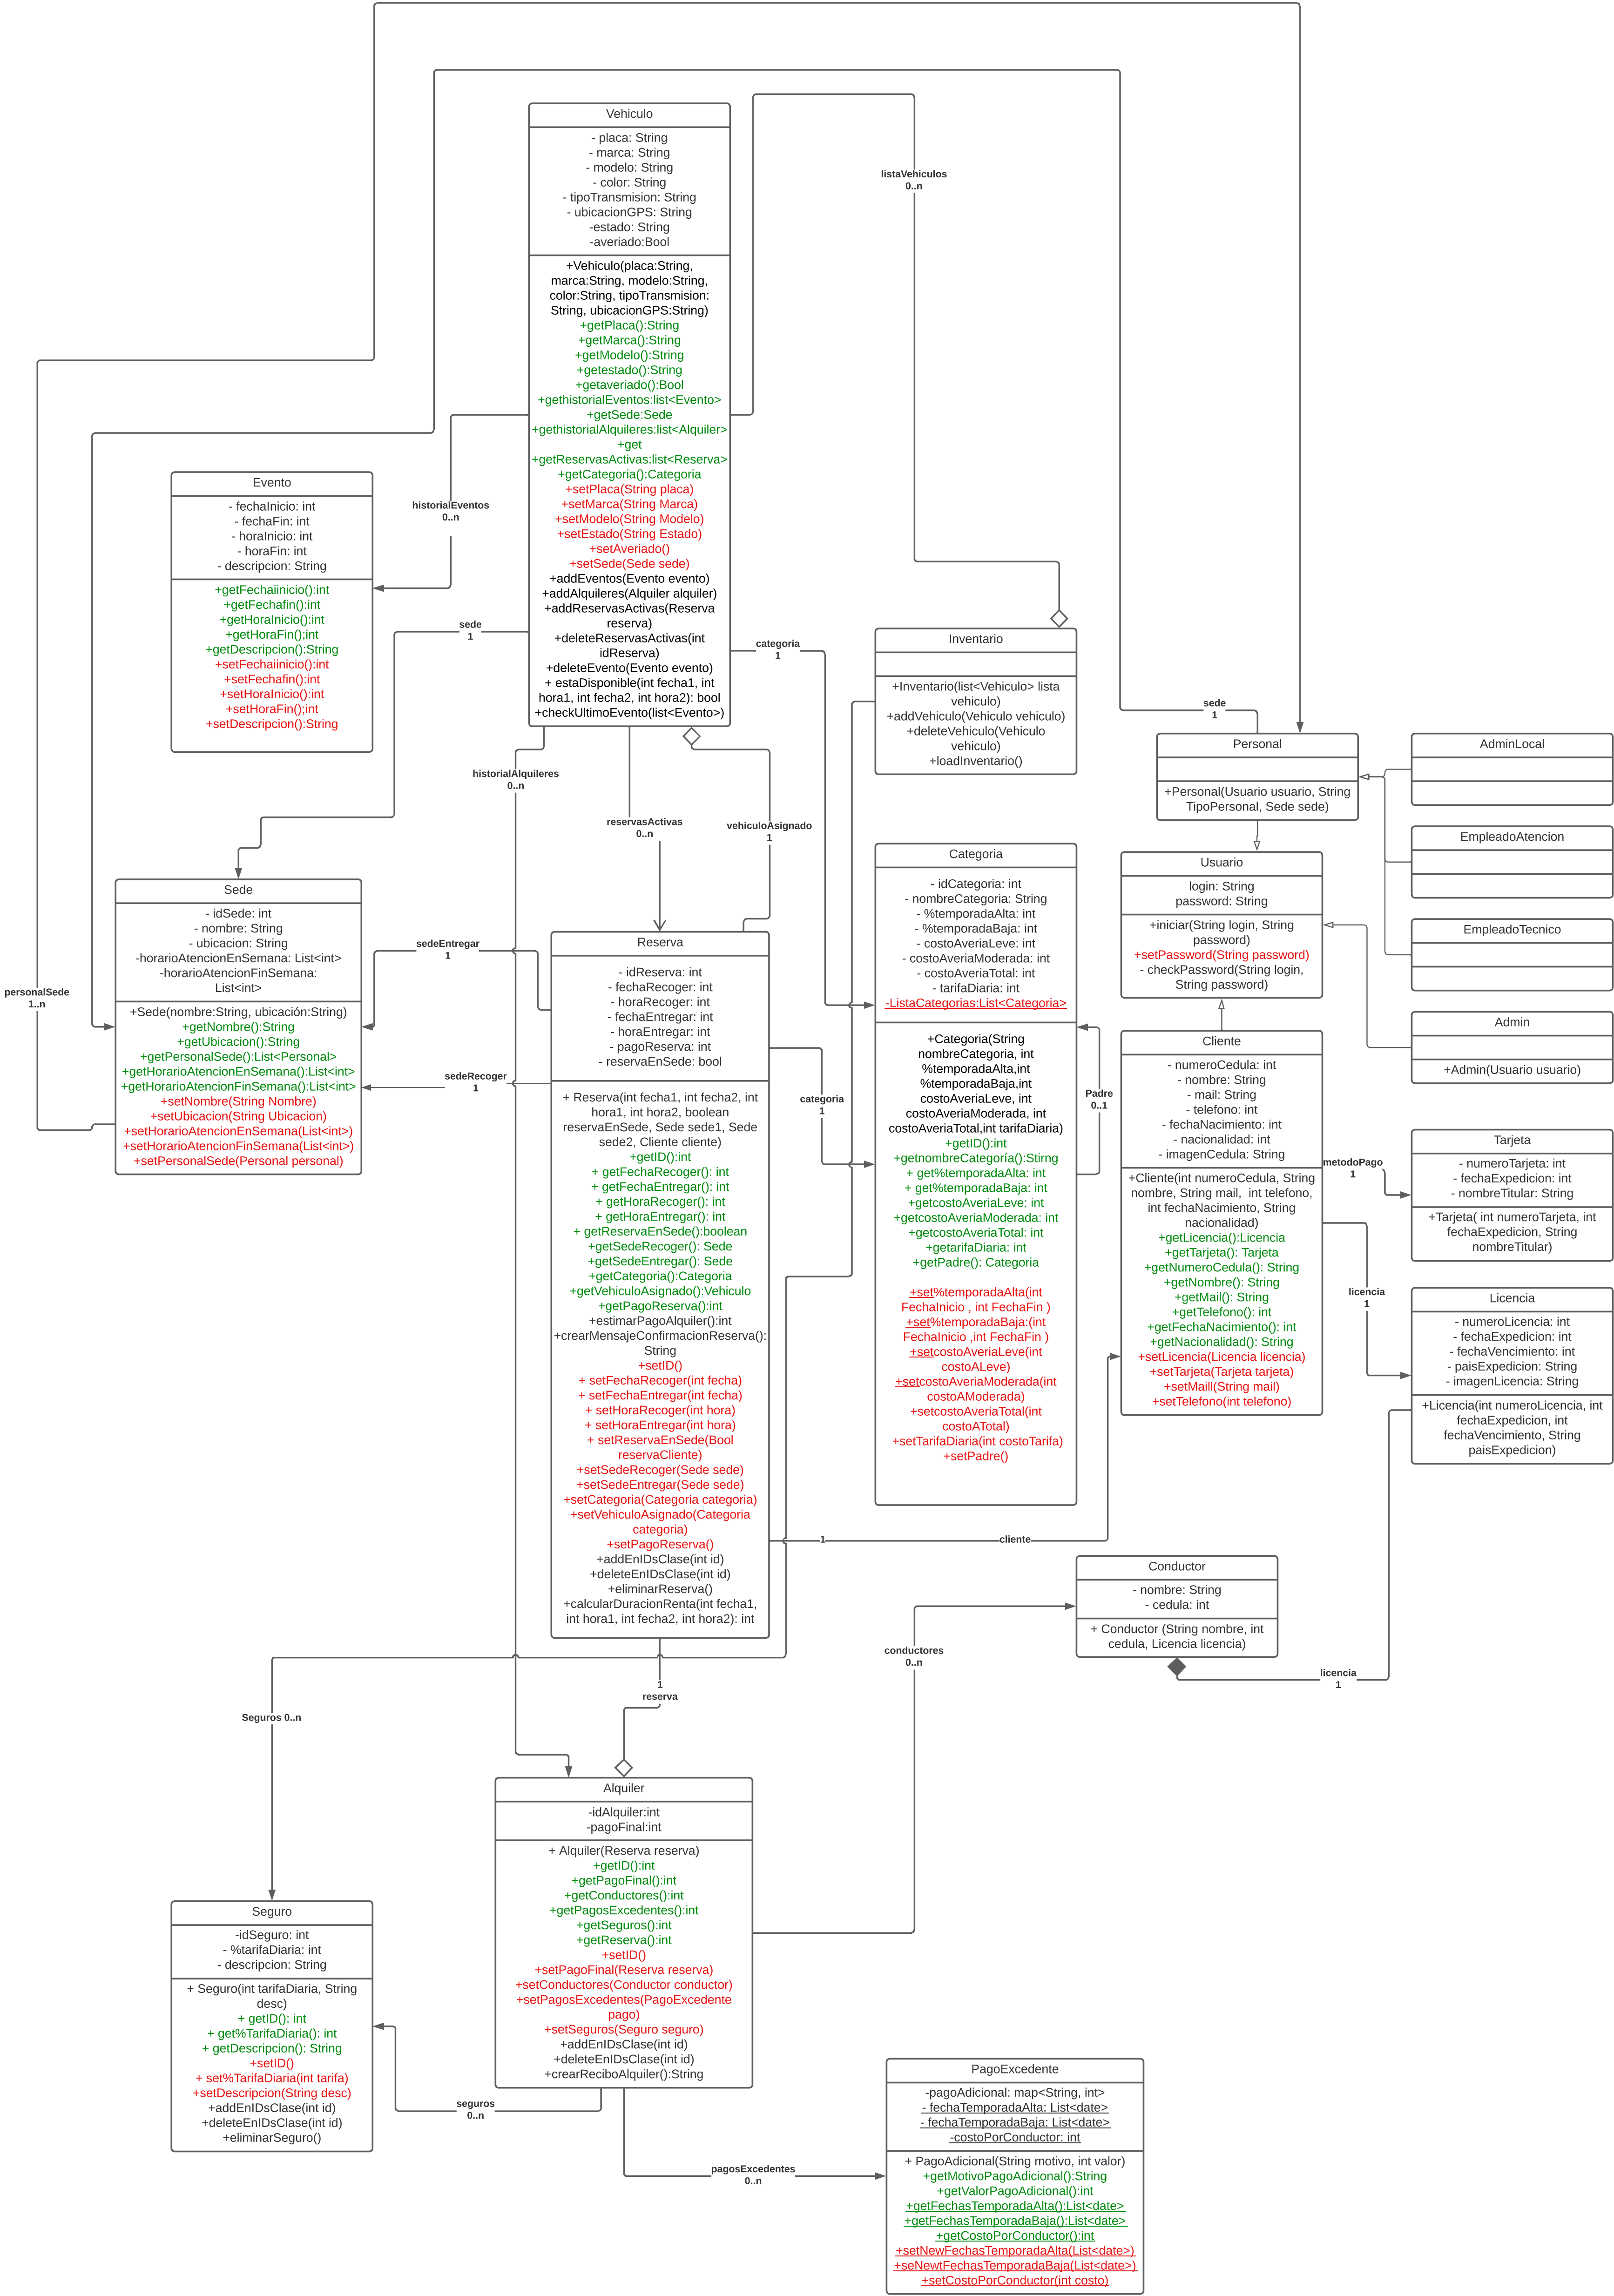 Vehiculo
- placa: String
- marca: String
- modelo: String
- color: String
- tipoTransmision: String
- ubicacionGPS: String
-estado: String
-averiado:Bool
+Vehiculo(placa:String,
marca:String, modelo:String,
color:String, tipoTransmision:
String, ubicacionGPS:String)
+getPlaca():String
+getMarca():String
+getModelo():String
+getestado():String
+getaveriado():Bool
+gethistorialEventos:list<Evento>
+getSede:Sede
+gethistorialAlquileres:list<Alquiler>
+get
+getReservasActivas:list<Reserva>
+getCategoria():Categoria
+setPlaca(String placa)
+setMarca(String Marca)
+setModelo(String Modelo)
+setEstado(String Estado)
+setAveriado()
+setSede(Sede sede)
+addEventos(Evento evento)
+addAlquileres(Alquiler alquiler)
+addReservasActivas(Reserva
reserva)
+deleteReservasActivas(int
idReserva)
+deleteEvento(Evento evento)
+ estaDisponible(int fecha1, int
hora1, int fecha2, int hora2): bool
+checkUltimoEvento(list<Evento>)
listaVehiculos
0..n
historialEventos
0..n
Evento
- fechaInicio: int
- fechaFin: int
- horaInicio: int
- horaFin: int
- descripcion: String
+getFechaiinicio():int
+getFechafin():int
+getHoraInicio():int
+getHoraFin();int
+getDescripcion():String
+setFechaiinicio():int
+setFechafin():int
+setHoraInicio():int
+setHoraFin();int
+setDescripcion():String
sede
1
categoria
1
Inventario
+Inventario(list<Vehiculo> lista
vehiculo)
+addVehiculo(Vehiculo vehiculo)
+deleteVehiculo(Vehiculo
vehiculo)
+loadInventario()
sede
1
Personal
+Personal(Usuario usuario, String
TipoPersonal, Sede sede)
AdminLocal
EmpleadoAtencion
EmpleadoTecnico
Admin
+Admin(Usuario usuario)
historialAlquileres
0..n
reservasActivas
0..n
vehiculoAsignado
1
Usuario
login: String
password: String
+iniciar(String login, String
password)
+setPassword(String password)
- checkPassword(String login,
String password)
Sede
- idSede: int
- nombre: String
- ubicacion: String
-horarioAtencionEnSemana: List<int>
-horarioAtencionFinSemana:
List<int>
+Sede(nombre:String, ubicación:String)
+getNombre():String
+getUbicacion():String
+getPersonalSede():List<Personal>
+getHorarioAtencionEnSemana():List<int>
+getHorarioAtencionFinSemana():List<int>
+setNombre(String Nombre)
+setUbicacion(String Ubicacion)
+setHorarioAtencionEnSemana(List<int>)
+setHorarioAtencionFinSemana(List<int>)
+setPersonalSede(Personal personal)
personalSede
1..n
sedeEntregar
1
sedeRecoger
1
Reserva
- idReserva: int
- fechaRecoger: int
- horaRecoger: int
- fechaEntregar: int
- horaEntregar: int
- pagoReserva: int
- reservaEnSede: bool
+ Reserva(int fecha1, int fecha2, int
hora1, int hora2, boolean
reservaEnSede, Sede sede1, Sede
sede2, Cliente cliente)
+getID():int
+ getFechaRecoger(): int
+ getFechaEntregar(): int
+ getHoraRecoger(): int
+ getHoraEntregar(): int
+ getReservaEnSede():boolean
+getSedeRecoger(): Sede
+getSedeEntregar(): Sede
+getCategoria():Categoria
+getVehiculoAsignado():Vehiculo
+getPagoReserva():int
+estimarPagoAlquiler():int
+crearMensajeConfirmacionReserva():
String
+setID()
+ setFechaRecoger(int fecha)
+ setFechaEntregar(int fecha)
+ setHoraRecoger(int hora)
+ setHoraEntregar(int hora)
+ setReservaEnSede(Bool
reservaCliente)
+setSedeRecoger(Sede sede)
+setSedeEntregar(Sede sede)
+setCategoria(Categoria categoria)
+setVehiculoAsignado(Categoria
categoria)
+setPagoReserva()
+addEnIDsClase(int id)
+deleteEnIDsClase(int id)
+eliminarReserva()
+calcularDuracionRenta(int fecha1,
int hora1, int fecha2, int hora2): int
categoria
1
Categoria
- idCategoria: int
- nombreCategoria: String
- %temporadaAlta: int
- %temporadaBaja: int
- costoAveriaLeve: int
- costoAveriaModerada: int
- costoAveriaTotal: int
- tarifaDiaria: int
-ListaCategorias:List<Categoria>
+Categoria(String
nombreCategoria, int
%temporadaAlta,int
%temporadaBaja,int
costoAveriaLeve, int
costoAveriaModerada, int
costoAveriaTotal,int tarifaDiaria)
+getID():int
+getnombreCategoría():Stirng
+ get%temporadaAlta: int
+ get%temporadaBaja: int
+getcostoAveriaLeve: int
+getcostoAveriaModerada: int
+getcostoAveriaTotal: int
+getarifaDiaria: int
+getPadre(): Categoria
+set%temporadaAlta(int
FechaInicio , int FechaFin )
+set%temporadaBaja:(int
FechaInicio ,int FechaFin )
+setcostoAveriaLeve(int
costoALeve)
+setcostoAveriaModerada(int
costoAModerada)
+setcostoAveriaTotal(int
costoATotal)
+setTarifaDiaria(int costoTarifa)
+setPadre()
Padre
0..1
Cliente
- numeroCedula: int
- nombre: String
- mail: String
- telefono: int
- fechaNacimiento: int
- nacionalidad: int
- imagenCedula: String
+Cliente(int numeroCedula, String
nombre, String mail,  int telefono,
int fechaNacimiento, String
nacionalidad)
+getLicencia():Licencia
+getTarjeta(): Tarjeta
+getNumeroCedula(): String
+getNombre(): String
+getMail(): String
+getTelefono(): int
+getFechaNacimiento(): int
+getNacionalidad(): String
+setLicencia(Licencia licencia)
+setTarjeta(Tarjeta tarjeta)
+setMaill(String mail)
+setTelefono(int telefono)
metodoPago
1
Tarjeta
- numeroTarjeta: int
- fechaExpedicion: int
- nombreTitular: String
+Tarjeta( int numeroTarjeta, int
fechaExpedicion, String
nombreTitular)
licencia
1
Licencia
- numeroLicencia: int
- fechaExpedicion: int
- fechaVencimiento: int
- paisExpedicion: String
- imagenLicencia: String
+Licencia(int numeroLicencia, int
fechaExpedicion, int
fechaVencimiento, String
paisExpedicion)
1
cliente
Conductor
- nombre: String
- cedula: int
+ Conductor (String nombre, int
cedula, Licencia licencia)
conductores
0..n
licencia
1
1
reserva
Seguros 0..n
Alquiler
-idAlquiler:int
-pagoFinal:int
+ Alquiler(Reserva reserva)
+getID():int
+getPagoFinal():int
+getConductores():int
+getPagosExcedentes():int
+getSeguros():int
+getReserva():int
+setID()
+setPagoFinal(Reserva reserva)
+setConductores(Conductor conductor)
+setPagosExcedentes(PagoExcedente
pago)
+setSeguros(Seguro seguro)
+addEnIDsClase(int id)
+deleteEnIDsClase(int id)
+crearReciboAlquiler():String
Seguro
-idSeguro: int
- %tarifaDiaria: int
- descripcion: String
+ Seguro(int tarifaDiaria, String
desc)
+ getID(): int
+ get%TarifaDiaria(): int
+ getDescripcion(): String
+setID()
+ set%TarifaDiaria(int tarifa)
+setDescripcion(String desc)
+addEnIDsClase(int id)
+deleteEnIDsClase(int id)
+eliminarSeguro()
seguros
0..n
pagosExcedentes
0..n
PagoExcedente
-pagoAdicional: map<String, int>
- fechaTemporadaAlta: List<date>
- fechaTemporadaBaja: List<date>
-costoPorConductor: int
+ PagoAdicional(String motivo, int valor)
+getMotivoPagoAdicional():String
+getValorPagoAdicional():int
+getFechasTemporadaAlta():List<date>
+getFechasTemporadaBaja():List<date>
+getCostoPorConductor():int
+setNewFechasTemporadaAlta(List<date>)
+seNewtFechasTemporadaBaja(List<date>)
+setCostoPorConductor(int costo)